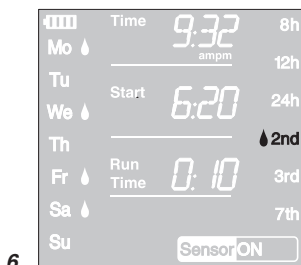 Time 9:32 ampm
Start 6:20
Run Time 0:10
Mo
Tu
We
Th
Fr
Sa
Su
8h
12h
24h
2nd
3rd
7th
Sensor ON
6